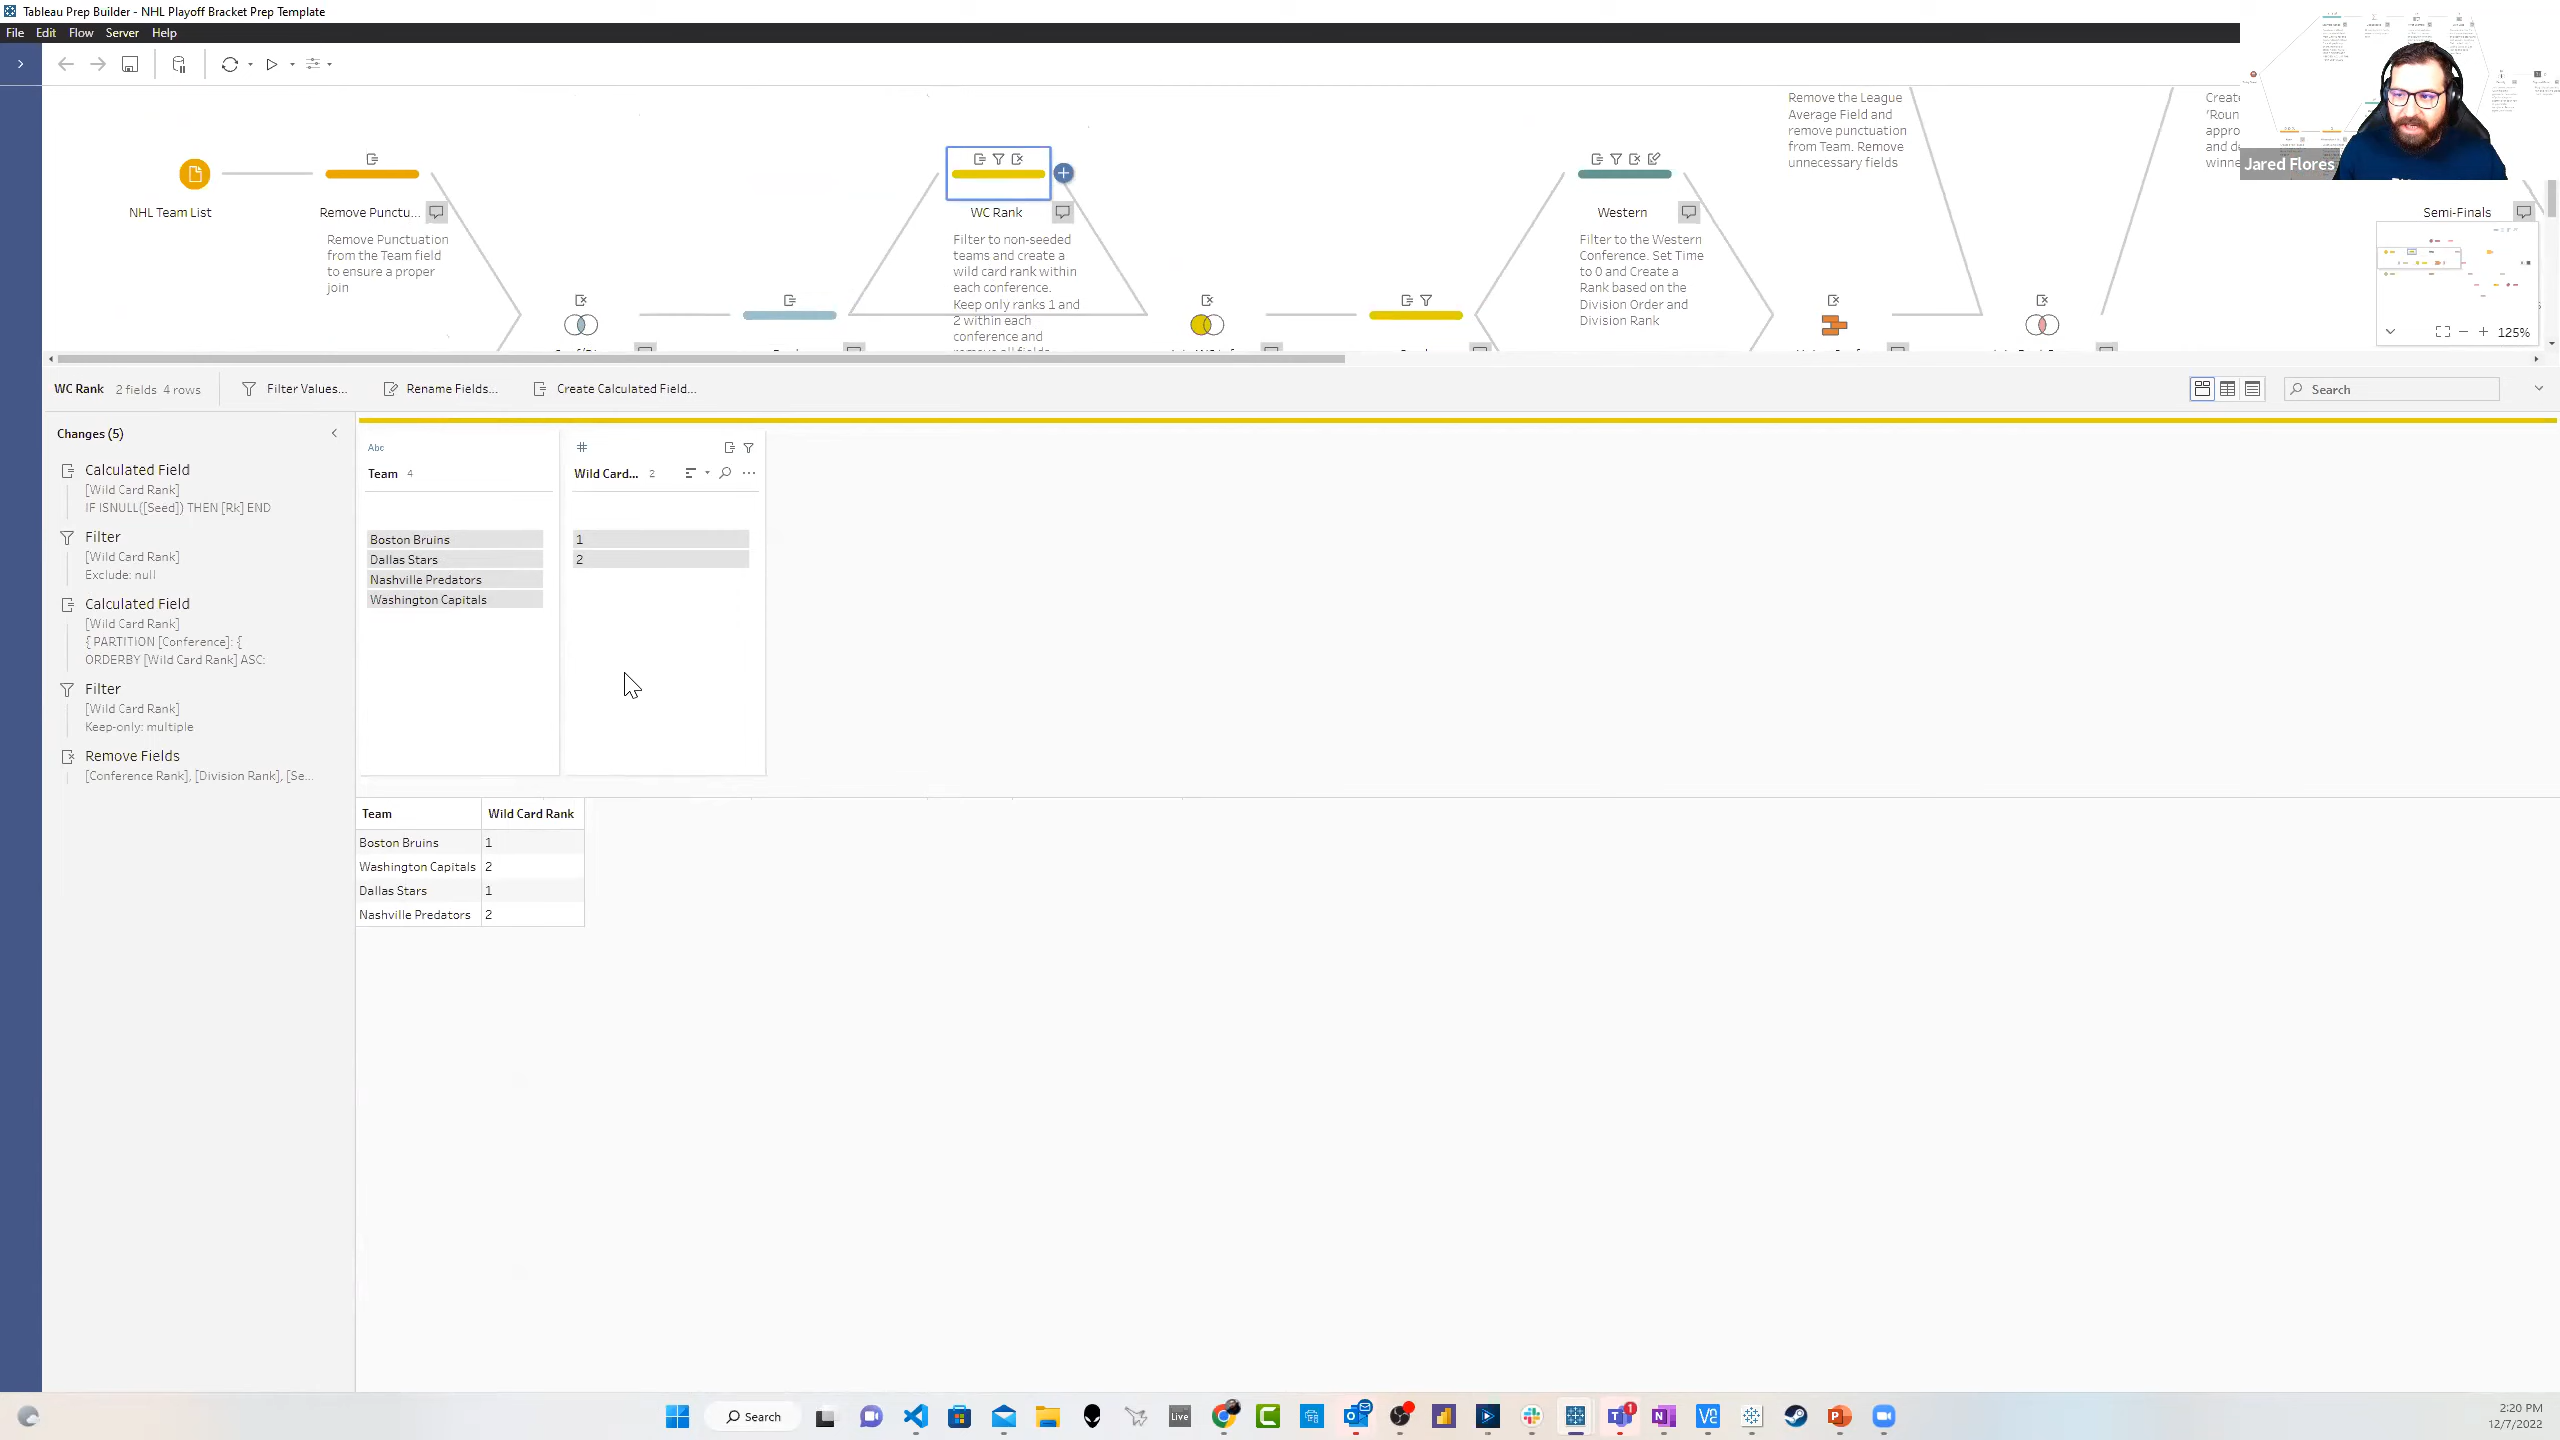 Tableau Prep Builder - NHL Playoff Bracket Prep Template
File Edit Flow Server Help
NHL Team List
Remove Punctu...
Remove Punctuation
from the Team field
to ensure a proper
join
WC Rank
Filter to non-seeded
teams and create a
wild card rank within
each conference.
Keep only ranks 1 and
2 within each
conference and
remove all fields
Western
Filter to the Western
Conference. Set Time
to 0 and Create a
Rank based on the
Division Order and
Division Rank
Remove the League
Average Field and
remove punctuation
from Team. Remove
unnecessary fields
Semi-Finals
Jared Flores
125%
WC Rank 2 fields 4 rows Filter Values... Rename Fields... Create Calculated Field... Search
Changes (5)
Calculated Field
[Wild Card Rank]
IF ISNULL([Seed]) THEN [Rk] END
Filter
[Wild Card Rank]
Exclude: null
Calculated Field
[Wild Card Rank]
{ PARTITION [Conference]: {
ORDERBY [Wild Card Rank] ASC:
Filter
[Wild Card Rank]
Keep-only: multiple
Remove Fields
[Conference Rank], [Division Rank], [Se...
Abc
Team 4
Boston Bruins
Dallas Stars
Nashville Predators
Washington Capitals
#
Wild Card... 2
1
2
Team Wild Card Rank
Boston Bruins 1
Washington Capitals 2
Dallas Stars 1
Nashville Predators 2
Search
Live
2:20 PM
12/7/2022